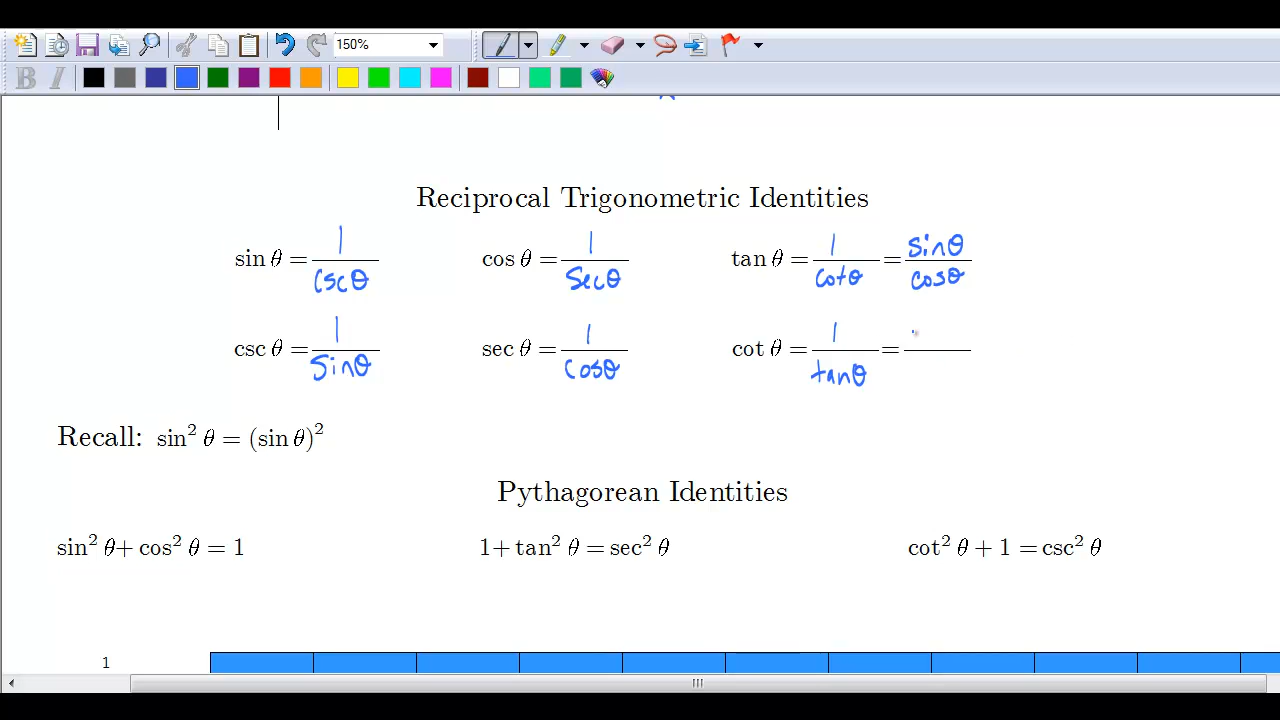 150%
B I
Reciprocal Trigonometric Identities
sin θ = 1/cscθ cos θ = 1/secθ tan θ = 1/cotθ = sinθ/cosθ
csc θ = 1/sinθ sec θ = 1/cosθ cot θ = 1/tanθ =
Recall: sin² θ = (sin θ)²
Pythagorean Identities
sin² θ + cos² θ = 1 1 + tan² θ = sec² θ cot² θ + 1 = csc² θ
1